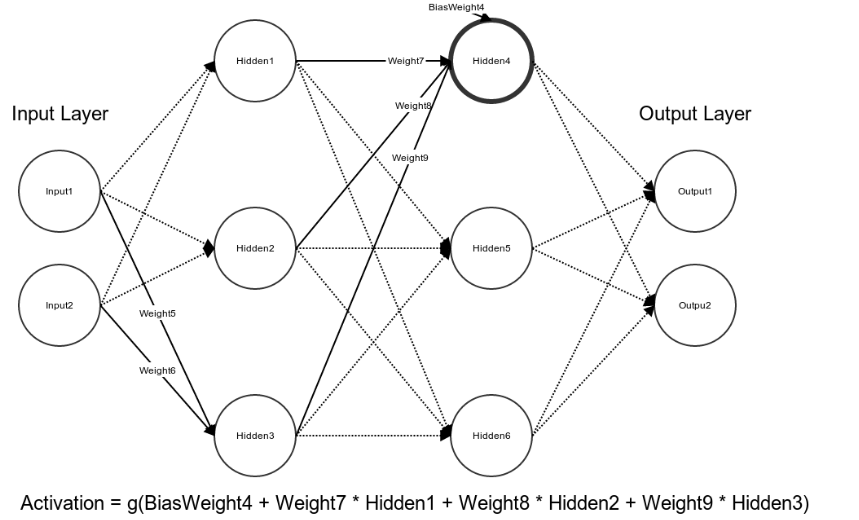 BiasWeight4
Hidden1
Weight7
Hidden4
Weight8
Input Layer
Output Layer
Weight9
Input1
Output1
Hidden2
Hidden5
Input2
Outpu2
Weight5
Weight6
Hidden3
Hidden6
Activation = g(BiasWeight4 + Weight7 * Hidden1 + Weight8 * Hidden2 + Weight9 * Hidden3)